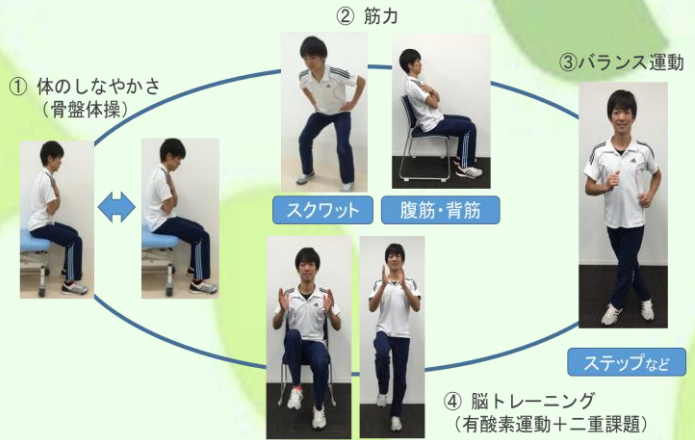 ① 体のしなやかさ
（骨盤体操）
② 筋力
スクワット
腹筋・背筋
③バランス運動
ステップなど
④ 脳トレーニング
（有酸素運動＋二重課題）